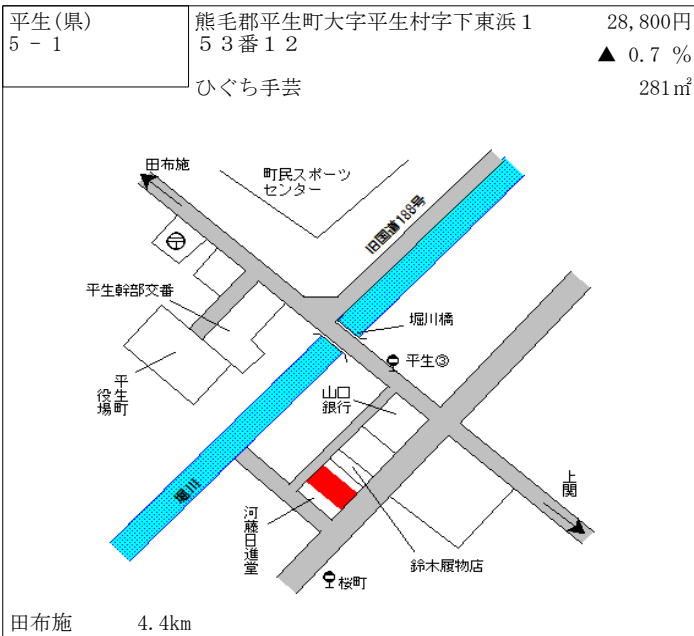 平生(県)
5 - 1
熊毛郡平生町大字平生村字下東浜1
53番12
28,800円
▲ 0.7 %
ひぐち手芸
281㎡
田布施
町民スポーツ
センター
旧国道188号
平生幹部交番
堀川橋
平生③
平生町
役場
山口
銀行
堀川
上関
河藤日進堂
鈴木履物店
桜町
田布施 4.4km